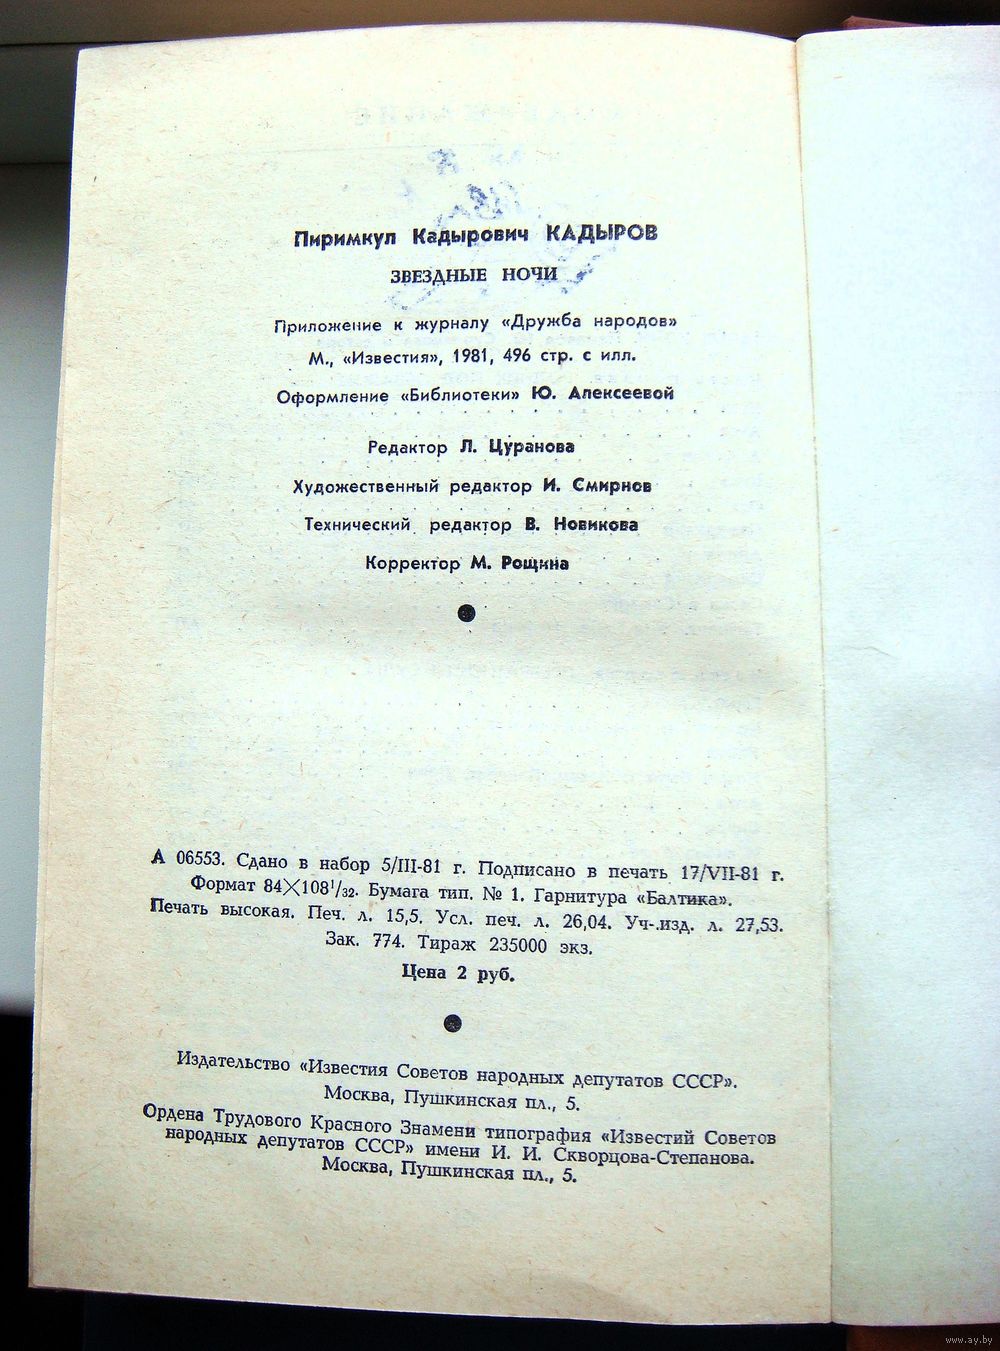 Пиримкул Кадырович КАДЫРОВ
ЗВЕЗДНЫЕ НОЧИ
Приложение к журналу «Дружба народов»
М., «Известия», 1981, 496 стр. с илл.
Оформление «Библиотеки» Ю. Алексеевой
Редактор Л. Цуранова
Художественный редактор И. Смирнов
Технический редактор В. Новикова
Корректор М. Рощина
А 06553. Сдано в набор 5/III-81 г. Подписано в печать 17/VII-81 г.
Формат 84×108¹/₃₂. Бумага тип. № 1. Гарнитура «Балтика».
Печать высокая. Печ. л. 15,5. Усл. печ. л. 26,04. Уч-.изд. л. 27,53.
Зак. 774. Тираж 235000 экз.
Цена 2 руб.
Издательство «Известия Советов народных депутатов СССР».
Москва, Пушкинская пл., 5.
Ордена Трудового Красного Знамени типография «Известий Советов
народных депутатов СССР» имени И. И. Скворцова-Степанова.
Москва, Пушкинская пл., 5.
www.ay.by